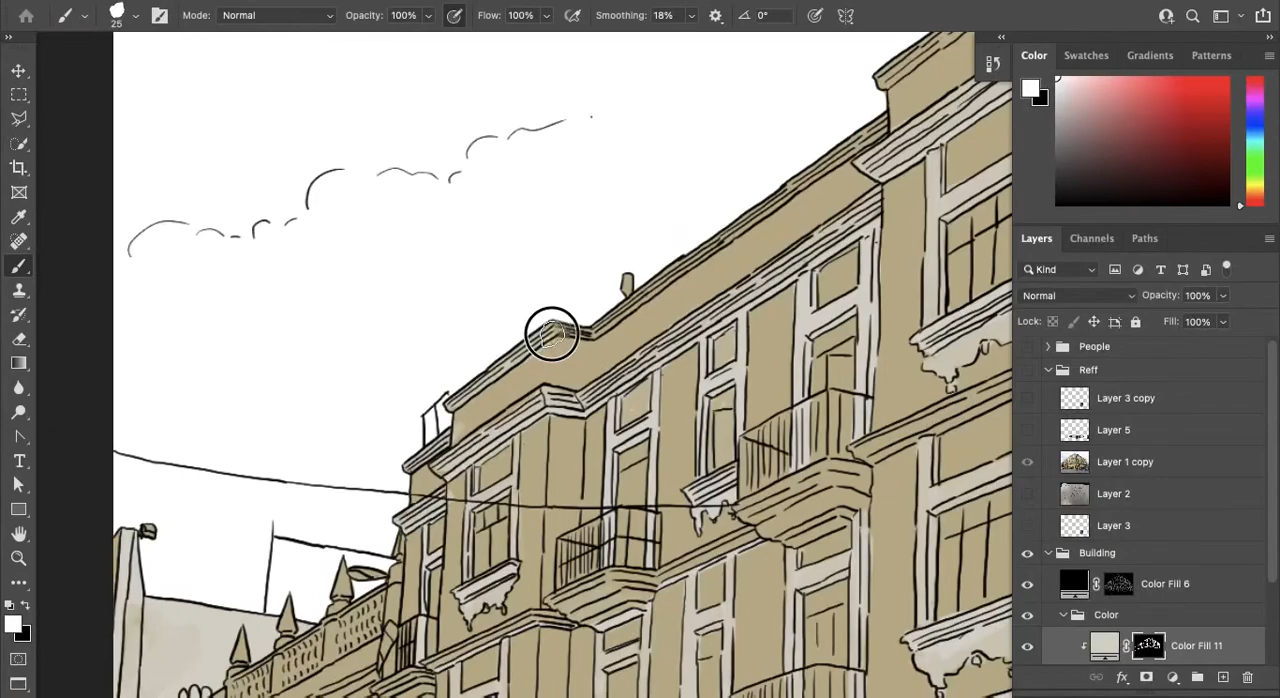 25 Mode: Normal Opacity: 100% Flow: 100% Smoothing: 18% 0°
Color Swatches Gradients Patterns
Layers Channels Paths
Kind
Normal Opacity: 100%
Lock: Fill: 100%
People
Reff
Layer 3 copy
Layer 5
Layer 1 copy
Layer 2
Layer 3
Building
Color Fill 6
Color
Color Fill 11